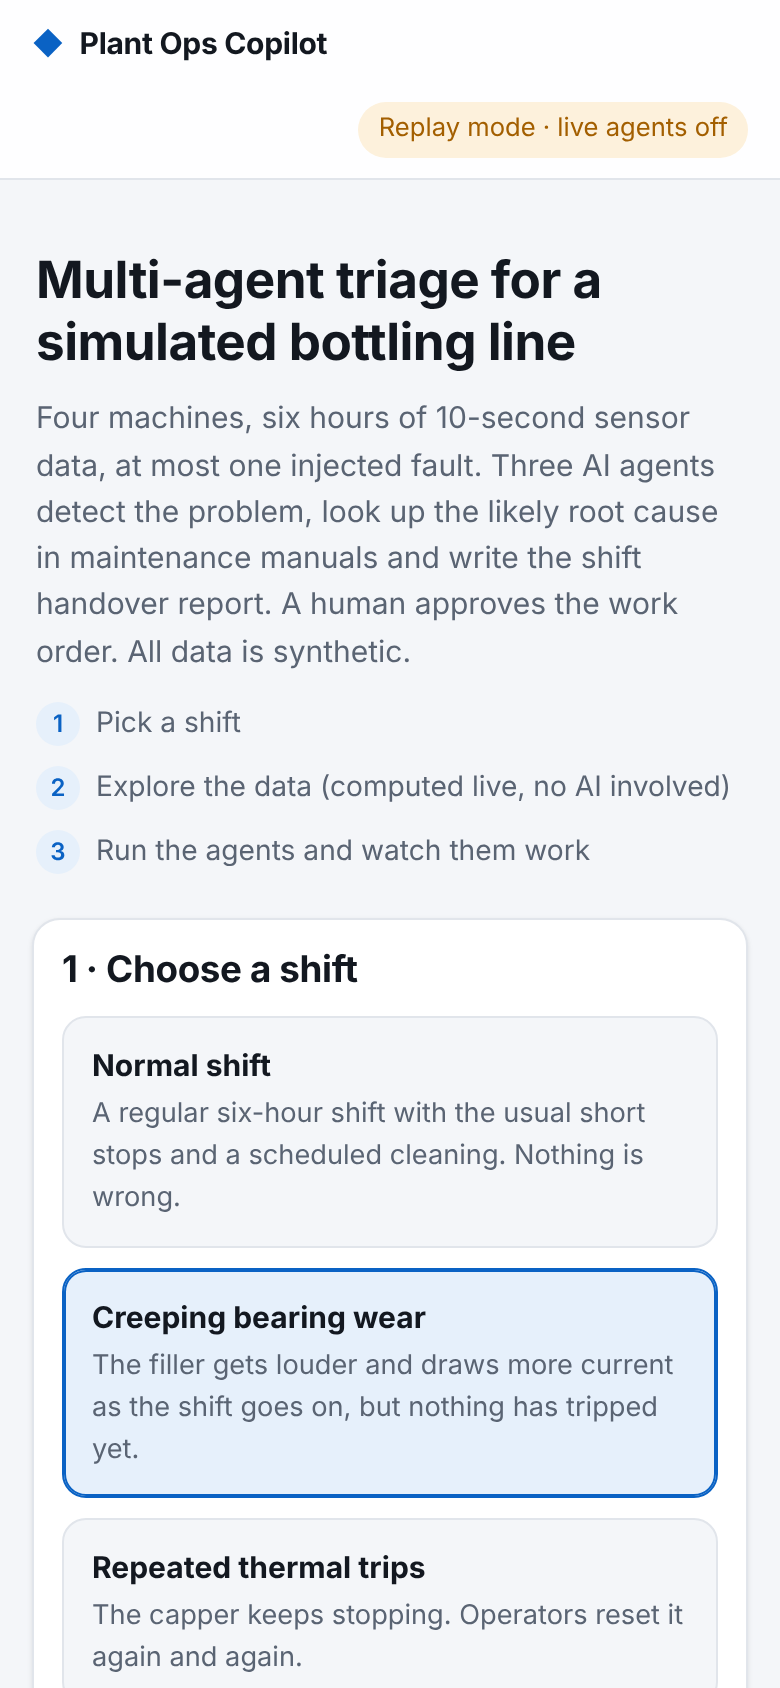 Plant Ops Copilot
Replay mode · live agents off
Multi-agent triage for a
simulated bottling line
Four machines, six hours of 10-second sensor
data, at most one injected fault. Three AI agents
detect the problem, look up the likely root cause
in maintenance manuals and write the shift
handover report. A human approves the work
order. All data is synthetic.
1 Pick a shift
2 Explore the data (computed live, no AI involved)
3 Run the agents and watch them work
1 · Choose a shift
Normal shift
A regular six-hour shift with the usual short
stops and a scheduled cleaning. Nothing is
wrong.
Creeping bearing wear
The filler gets louder and draws more current
as the shift goes on, but nothing has tripped
yet.
Repeated thermal trips
The capper keeps stopping. Operators reset it
again and again.